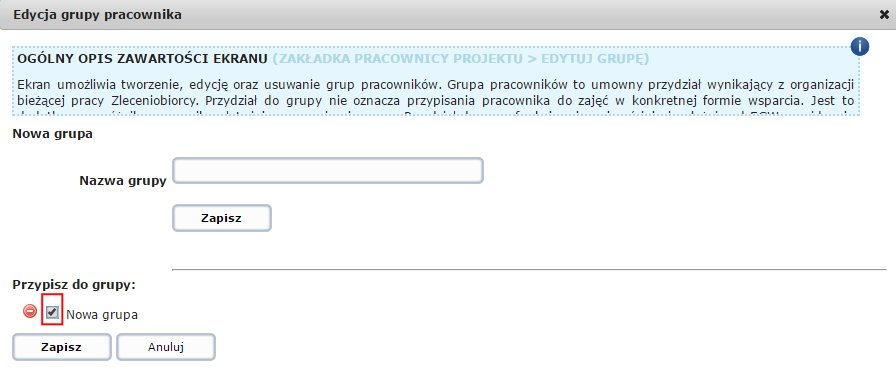 Edycja grupy pracownika
OGÓLNY OPIS ZAWARTOŚCI EKRANU (ZAKŁADKA PRACOWNICY PROJEKTU > EDYTUJ GRUPĘ)
Ekran umożliwia tworzenie, edycję oraz usuwanie grup pracowników. Grupa pracowników to umowny przydział wynikający z organizacji
bieżącej pracy Zleceniobiorcy. Przydział do grupy nie oznacza przypisania pracownika do zajęć w konkretnej formie wsparcia. Jest to
Nowa grupa
Nazwa grupy
Zapisz
Przypisz do grupy:
Nowa grupa
Zapisz Anuluj